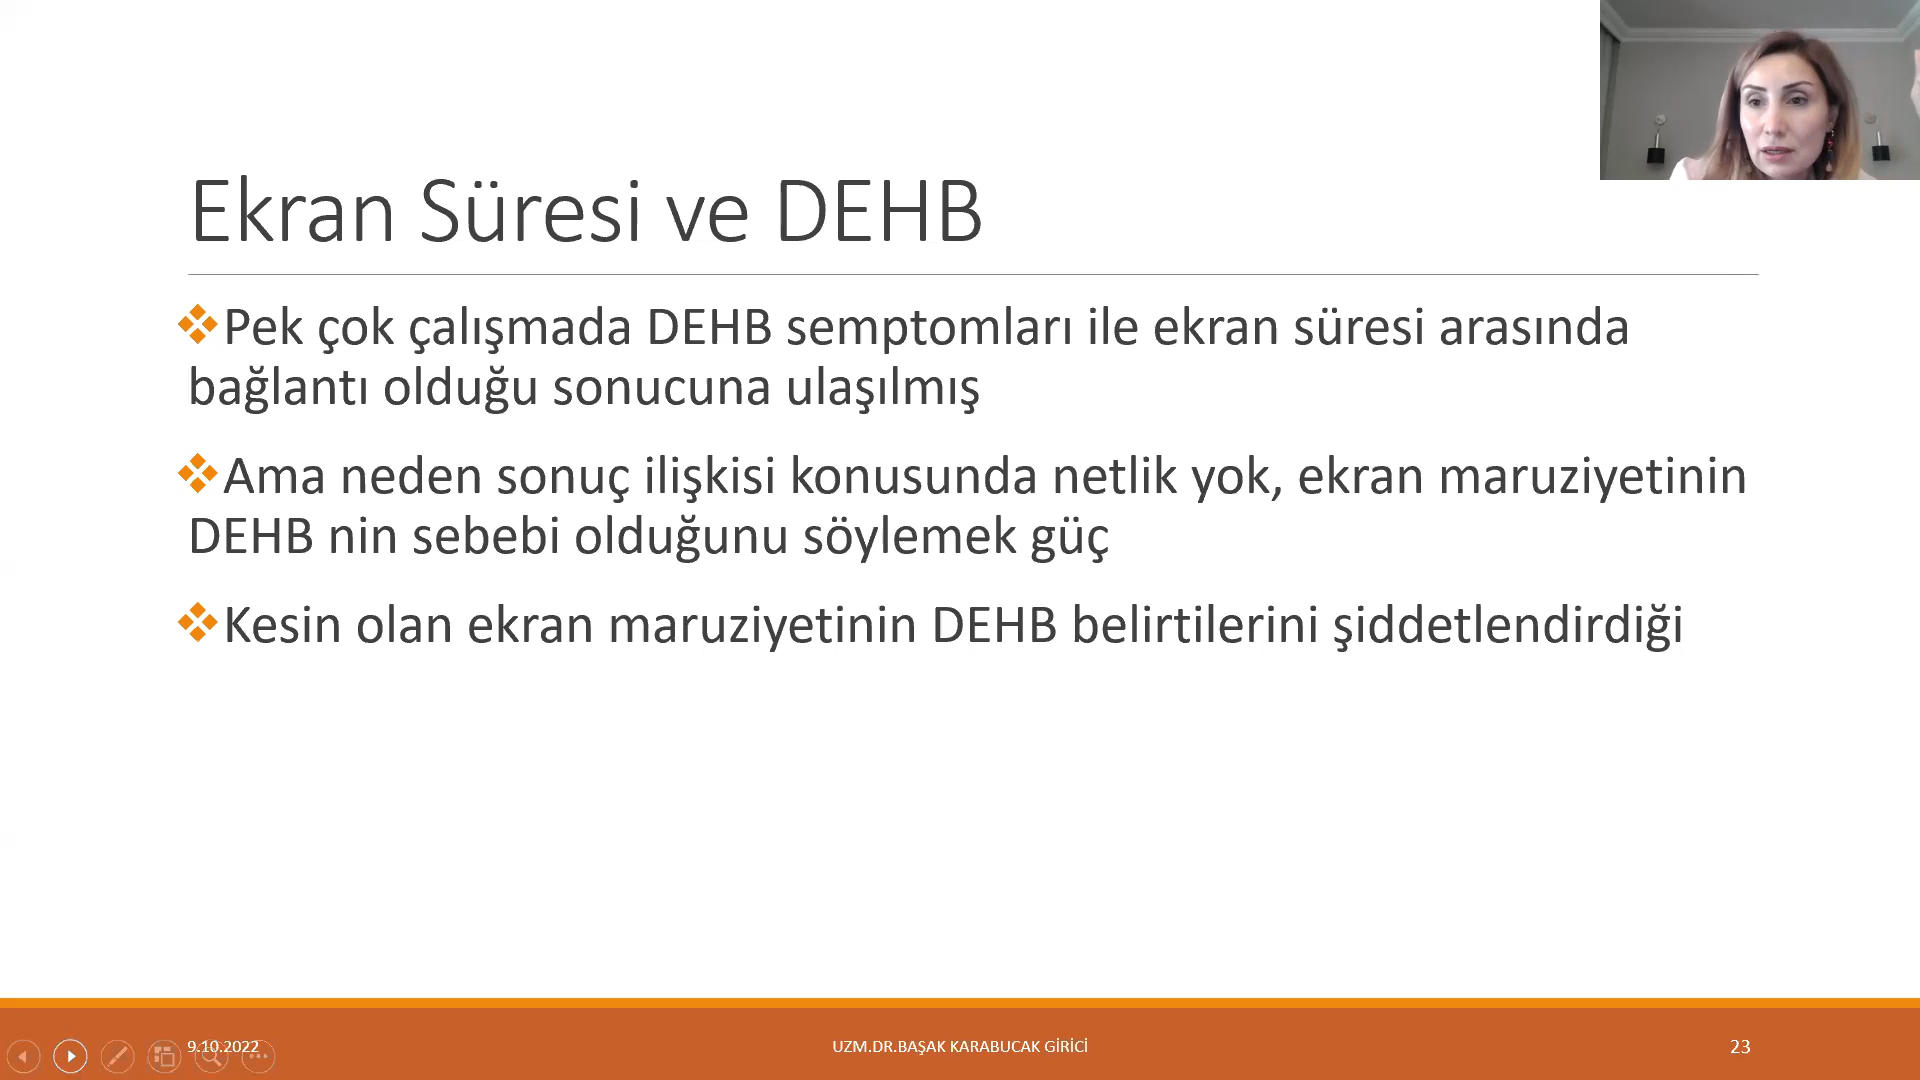 Ekran Süresi ve DEHB
Pek çok çalışmada DEHB semptomları ile ekran süresi arasında
bağlantı olduğu sonucuna ulaşılmış
Ama neden sonuç ilişkisi konusunda netlik yok, ekran maruziyetinin
DEHB nin sebebi olduğunu söylemek güç
Kesin olan ekran maruziyetinin DEHB belirtilerini şiddetlendirdiği
9.10.2022
UZM.DR.BAŞAK KARABUCAK GİRİCİ
23